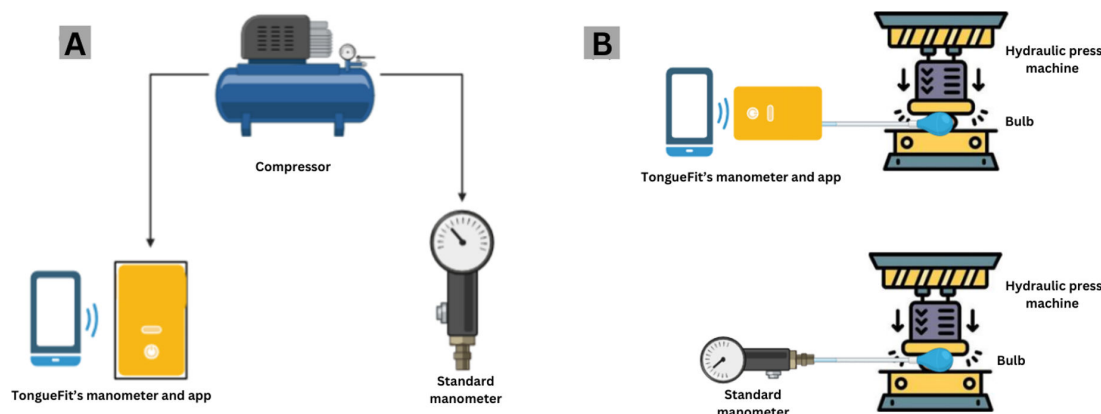 A
Compressor
TongueFit's manometer and app
Standard
manometer
B
Hydraulic press
machine
Bulb
TongueFit's manometer and app
Hydraulic press
machine
Bulb
Standard
manometer